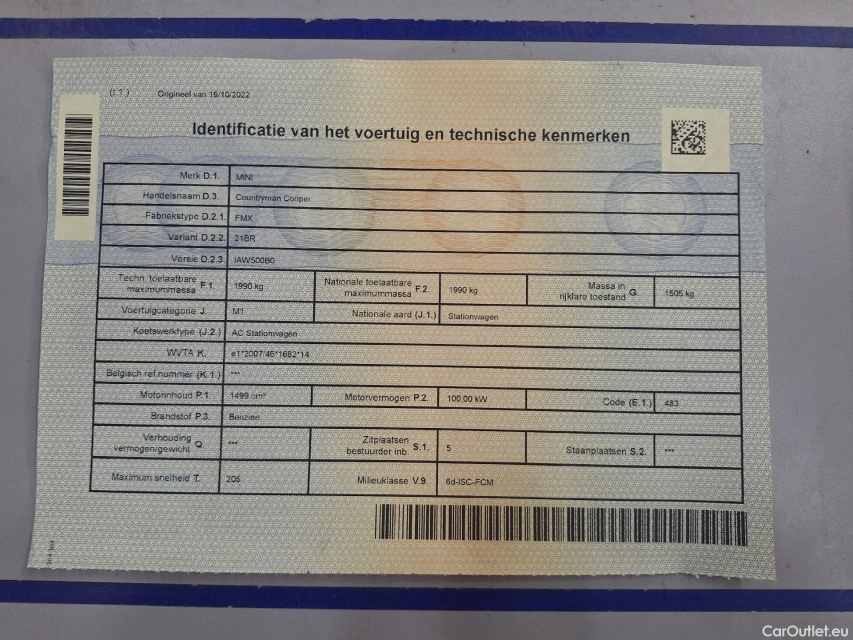 (I.1.) Origineel van 19/10/2022
Identificatie van het voertuig en technische kenmerken
Merk D.1. MINI
Handelsnaam D.3. Countryman Cooper
Fabriekstype D.2.1. FMX
Variant D.2.2. 21BR
Versie D.2.3. IAW500B0
Techn. toelaatbare maximummassa F.1. 1990 kg Nationale toelaatbare maximummassa F.2. 1990 kg Massa in rijklare toestand G. 1505 kg
Voertuigcategorie J. M1 Nationale aard (J.1.) Stationwagen
Koetswerktype (J.2.) AC Stationwagen
WVTA K. e1*2007/46*1682*14
Belgisch ref.nummer (K.1.) ***
Motorinhoud P.1. 1499 cm³ Motorvermogen P.2. 100.00 kW Code (E.1.) 483
Brandstof P.3. Benzine
Verhouding vermogen/gewicht Q. *** Zitplaatsen bestuurder inb. S.1. 5 Staanplaatsen S.2. ***
Maximum snelheid T. 205 Milieuklasse V.9. 6d-ISC-FCM
CarOutlet.eu